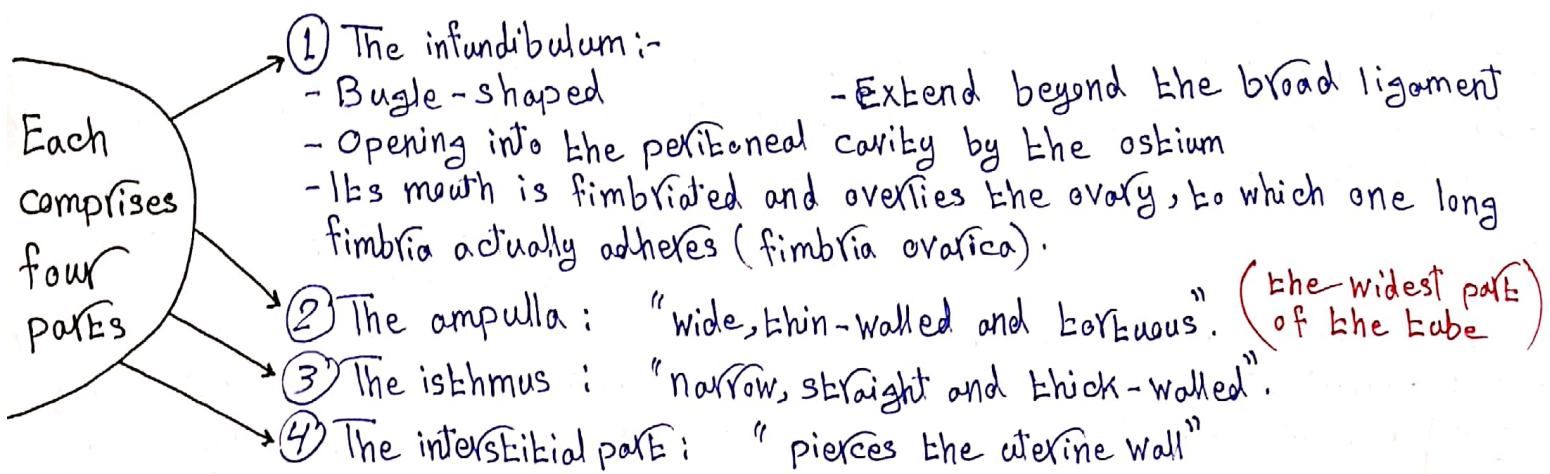 Each
comprises
four
parts
① The infundibulum :-
- Bugle-shaped - Extend beyond the broad ligament
- Opening into the peritoneal cavity by the ostium
- Its mouth is fimbriated and overlies the ovary, to which one long
fimbria actually adheres (fimbria ovarica).
② The ampulla : "wide, thin-walled and tortuous". (the widest part
of the tube)
③ The isthmus : "narrow, straight and thick-walled".
④ The interstitial part : "pierces the uterine wall"